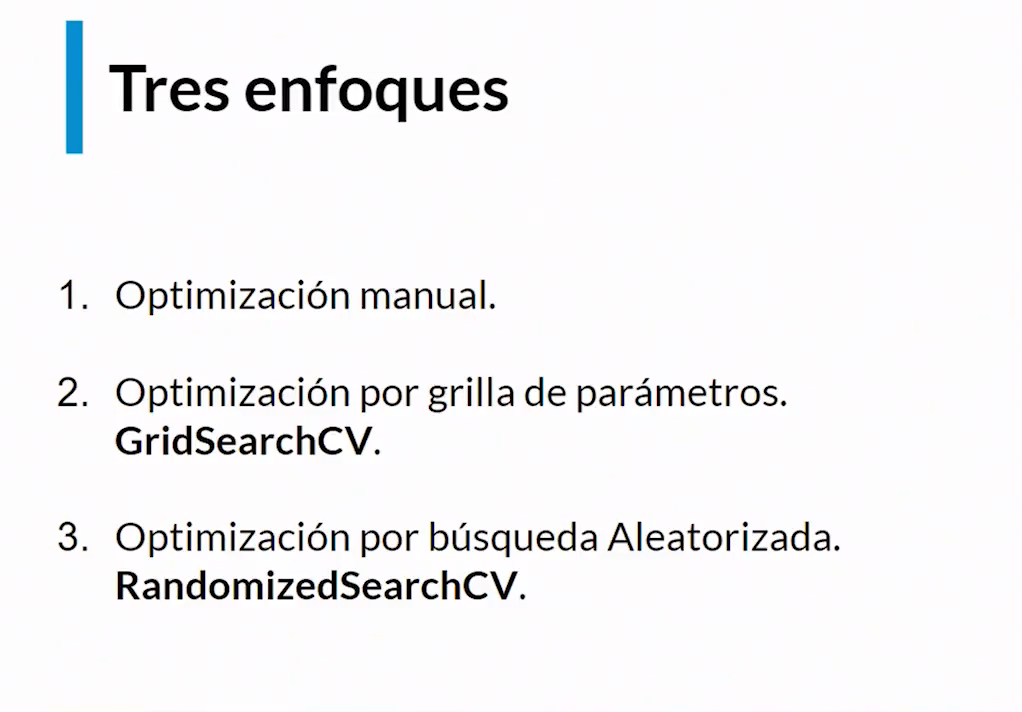 Tres enfoques
1. Optimización manual.
2. Optimización por grilla de parámetros.
GridSearchCV.
3. Optimización por búsqueda Aleatorizada.
RandomizedSearchCV.